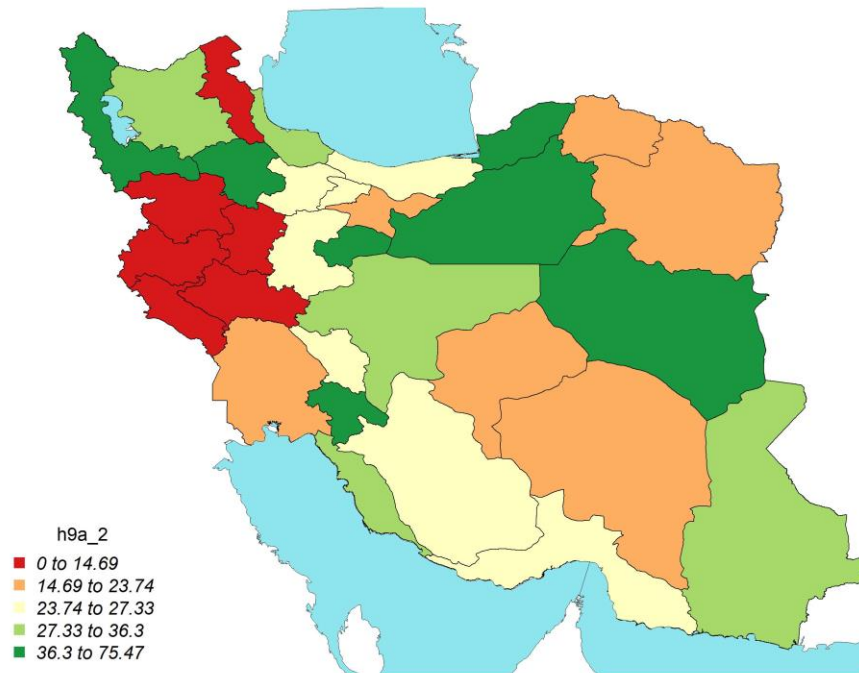 h9a_2
0 to 14.69
14.69 to 23.74
23.74 to 27.33
27.33 to 36.3
36.3 to 75.47